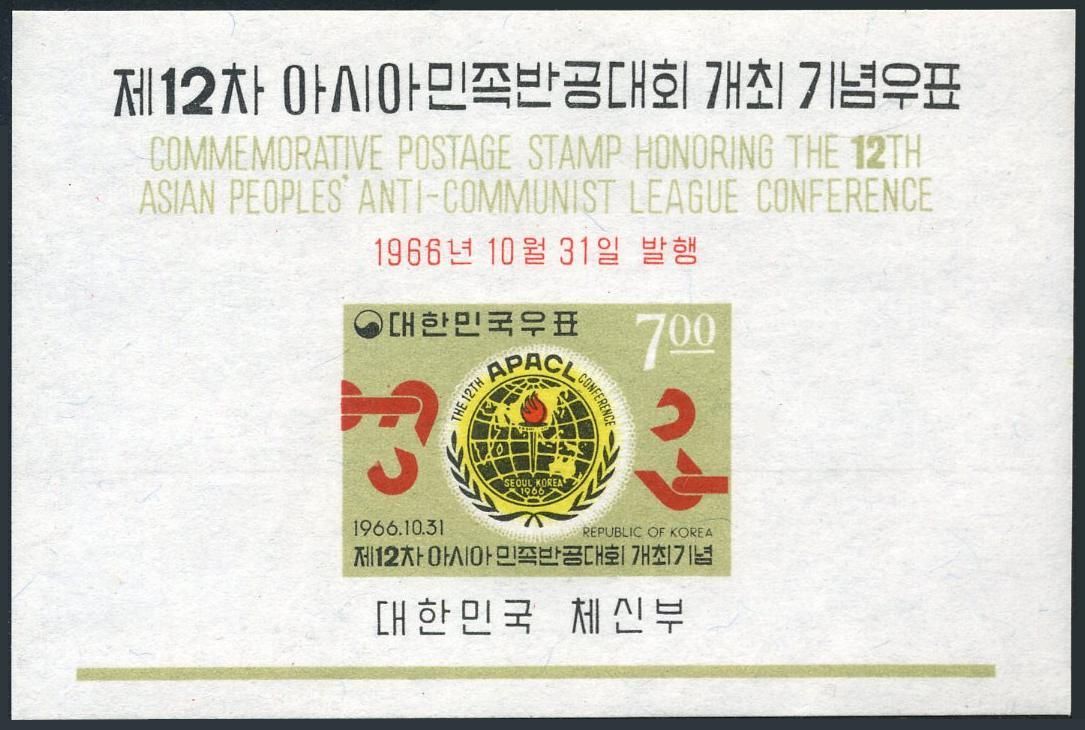 제12차 아시아민족반공대회 개최 기념우표
COMMEMORATIVE POSTAGE STAMP HONORING THE 12TH
ASIAN PEOPLES' ANTI-COMMUNIST LEAGUE CONFERENCE
1966년 10월 31일 발행
대한민국우표
700
THE 12TH APACL CONFERENCE
SEOUL KOREA
1966
1966.10.31
REPUBLIC OF KOREA
제12차 아시아 민족반공대회 개최기념
대한민국 체신부